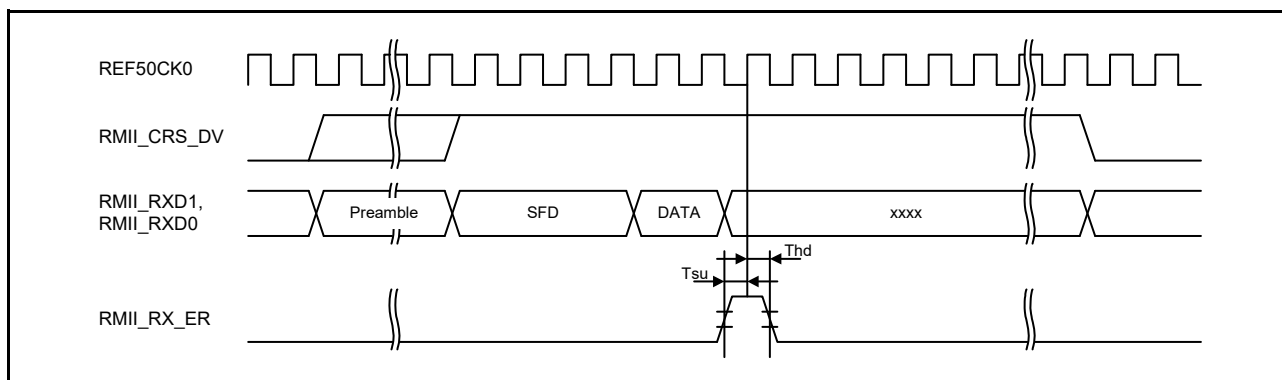 REF50CK0
RMII_CRS_DV
RMII_RXD1,
RMII_RXD0
Preamble
SFD
DATA
xxxx
Thd
Tsu
RMII_RX_ER